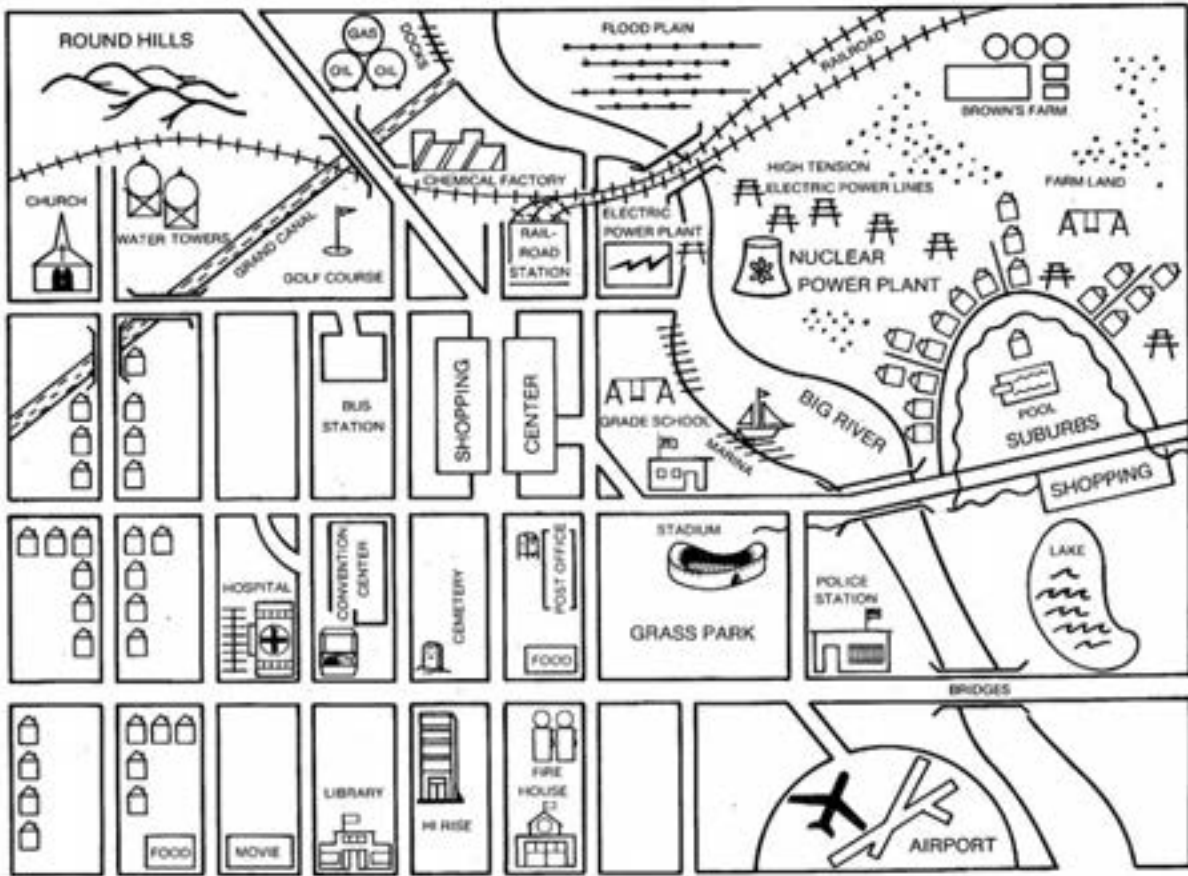 ROUND HILLS
GAS
OIL
OIL
DOCKS
FLOOD PLAIN
RAILROAD
BROWN'S FARM
CHURCH
WATER TOWERS
GRAND CANAL
GOLF COURSE
CHEMICAL FACTORY
RAIL-
ROAD
STATION
ELECTRIC
POWER PLANT
HIGH TENSION
ELECTRIC POWER LINES
FARM LAND
NUCLEAR
POWER PLANT
BUS
STATION
SHOPPING
CENTER
GRADE SCHOOL
MARINA
BIG RIVER
POOL
SUBURBS
SHOPPING
HOSPITAL
CONVENTION
CENTER
CEMETERY
POST OFFICE
FOOD
STADIUM
GRASS PARK
POLICE
STATION
LAKE
BRIDGES
FOOD
MOVIE
LIBRARY
HI RISE
FIRE
HOUSE
AIRPORT